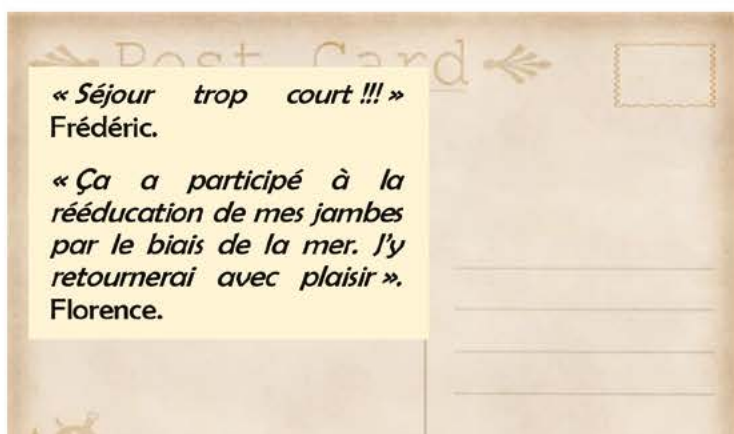 Post Card
« Séjour trop court !!! »
Frédéric.
« Ça a participé à la
rééducation de mes jambes
par le biais de la mer. J'y
retournerai avec plaisir ».
Florence.